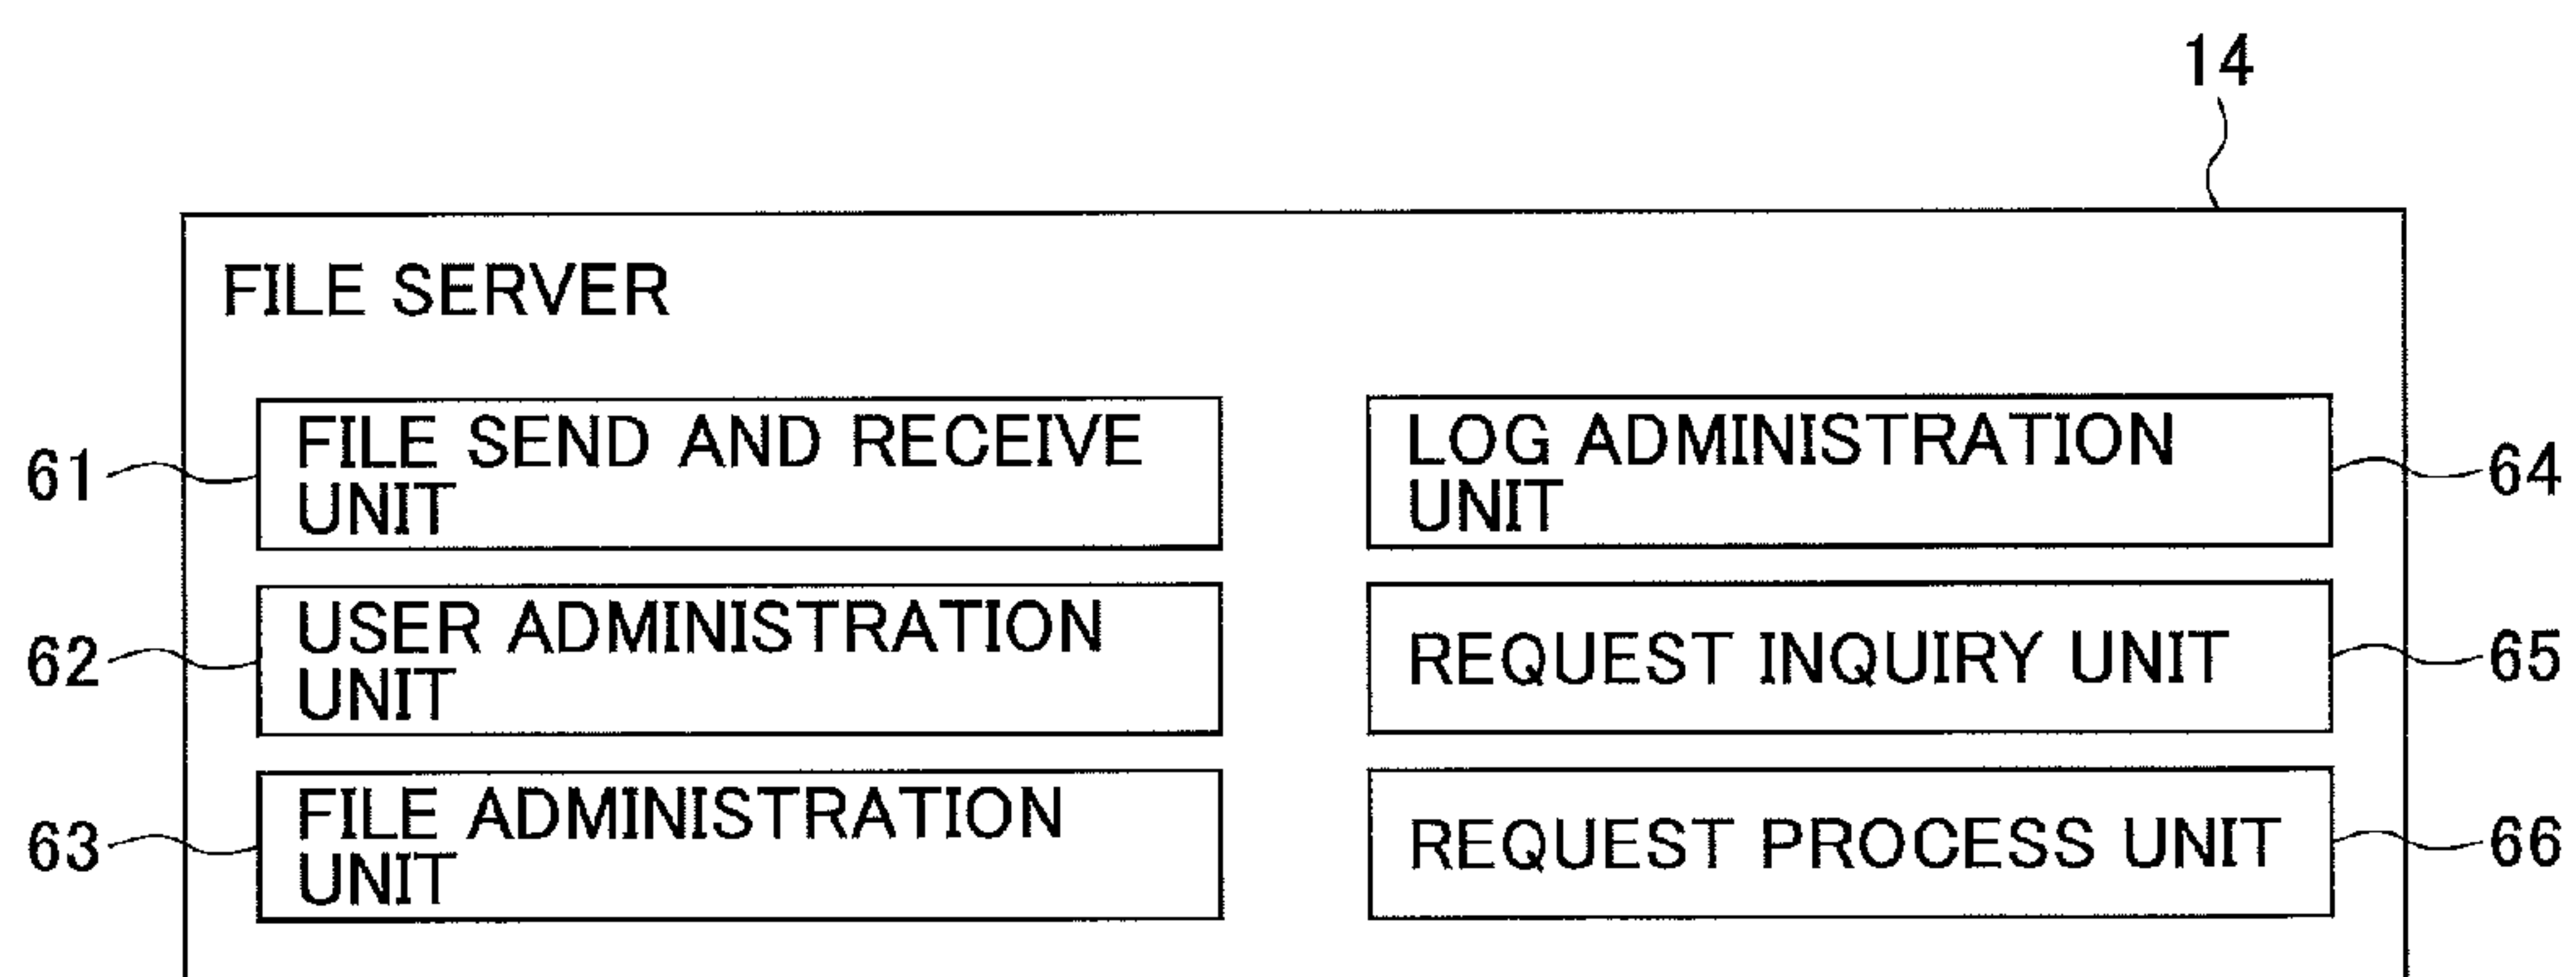 14
FILE SERVER
61
FILE SEND AND RECEIVE
UNIT
62
USER ADMINISTRATION
UNIT
63
FILE ADMINISTRATION
UNIT
LOG ADMINISTRATION
UNIT
64
REQUEST INQUIRY UNIT
65
REQUEST PROCESS UNIT
66